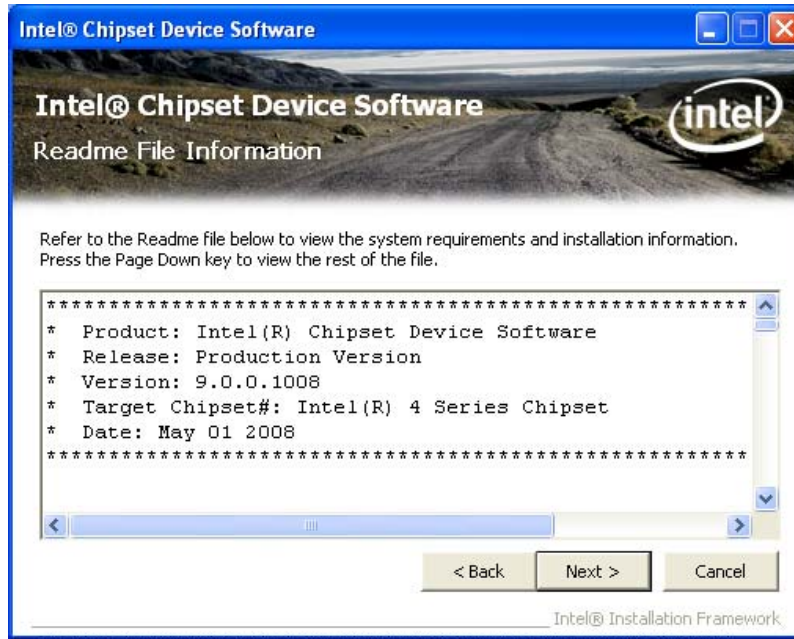 Intel® Chipset Device Software
Intel® Chipset Device Software
intel
Readme File Information
Refer to the Readme file below to view the system requirements and installation information.
Press the Page Down key to view the rest of the file.
*********************************************************
* Product: Intel(R) Chipset Device Software
* Release: Production Version
* Version: 9.0.0.1008
* Target Chipset#: Intel(R) 4 Series Chipset
* Date: May 01 2008
*********************************************************
< Back
Next >
Cancel
Intel® Installation Framework